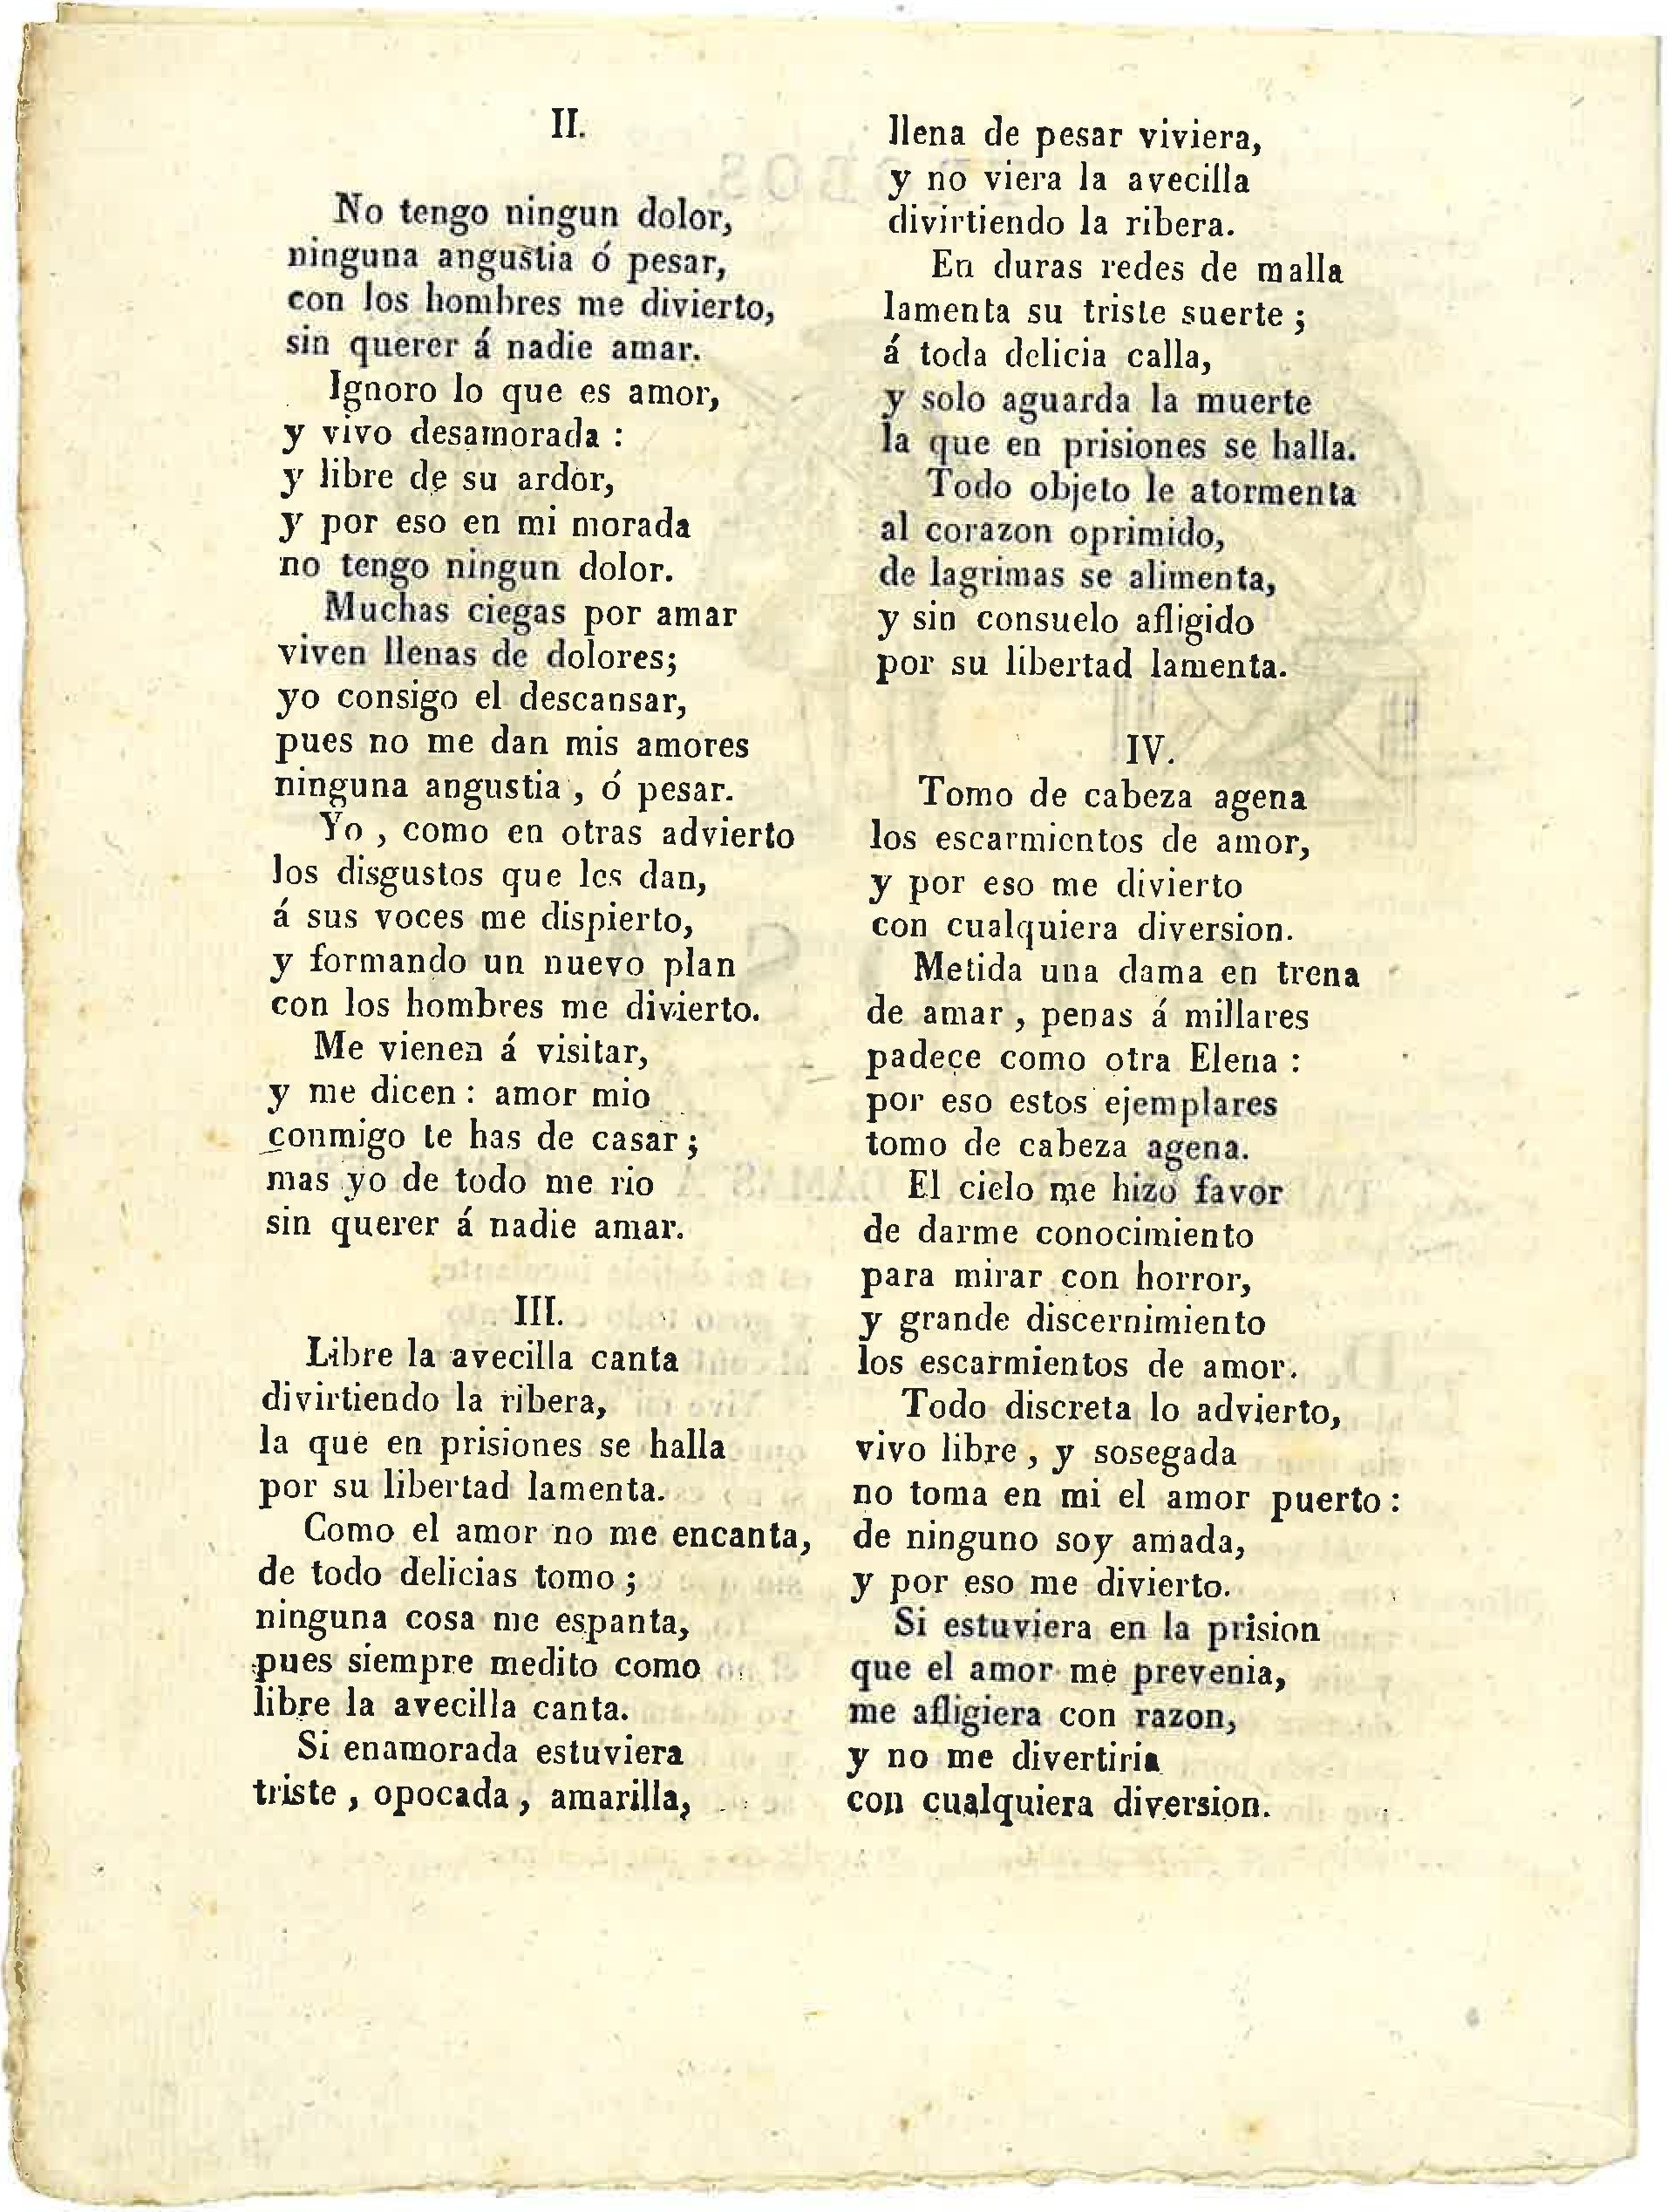 II.
No tengo ningun dolor,
ninguna angustia ó pesar,
con los hombres me divierto,
sin querer á nadie amar.
Ignoro lo que es amor,
y vivo desamorada :
y libre de su ardor,
y por eso en mi morada
no tengo ningun dolor.
Muchas ciegas por amar
viven llenas de dolores;
yo consigo el descansar,
pues no me dan mis amores
ninguna angustia , ó pesar.
Yo , como en otras advierto
los disgustos que les dan,
á sus voces me dispierto,
y formando un nuevo plan
con los hombres me divierto.
Me vienen á visitar,
y me dicen : amor mio
conmigo te has de casar ;
mas yo de todo me rio
sin querer á nadie amar.
III.
Libre la avecilla canta
divirtiendo la ribera,
la que en prisiones se halla
por su libertad lamenta.
Como el amor no me encanta,
de todo delicias tomo ;
ninguna cosa me espanta,
pues siempre medito como
libre la avecilla canta.
Si enamorada estuviera
triste , opocada , amarilla,
llena de pesar viviera,
y no viera la avecilla
divirtiendo la ribera.
En duras redes de malla
lamenta su triste suerte ;
á toda delicia calla,
y solo aguarda la muerte
la que en prisiones se halla.
Todo objeto le atormenta
al corazon oprimido,
de lagrimas se alimenta,
y sin consuelo afligido
por su libertad lamenta.
IV.
Tomo de cabeza agena
los escarmientos de amor,
y por eso me divierto
con cualquiera diversion.
Metida una dama en trena
de amar , penas á millares
padece como otra Elena :
por eso estos ejemplares
tomo de cabeza agena.
El cielo me hizo favor
de darme conocimiento
para mirar con horror,
y grande discernimiento
los escarmientos de amor.
Todo discreta lo advierto,
vivo libre , y sosegada
no toma en mi el amor puerto :
de ninguno soy amada,
y por eso me divierto.
Si estuviera en la prision
que el amor me prevenia,
me afligiera con razon,
y no me divertiria
con cualquiera diversion.